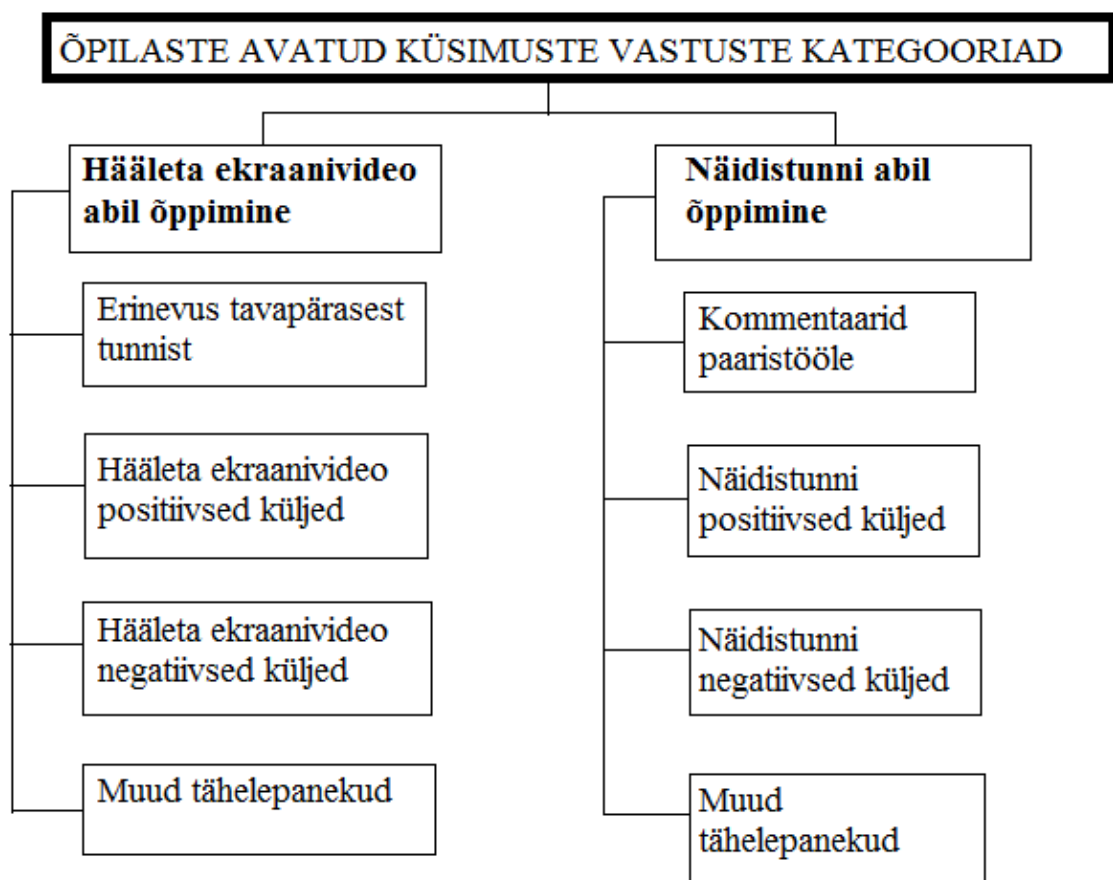 ÕPILASTE AVATUD KÜSIMUSTE VASTUSTE KATEGOORIAD
Hääleta ekraanivideo
abil õppimine
Erinevus tavapärasest
tunnist
Hääleta ekraanivideo
positiivsed küljed
Hääleta ekraanivideo
negatiivsed küljed
Muud tähelepanekud
Näidistunni abil
õppimine
Kommentaarid
paaristööle
Näidistunni
positiivsed küljed
Näidistunni
negatiivsed küljed
Muud
tähelepanekud